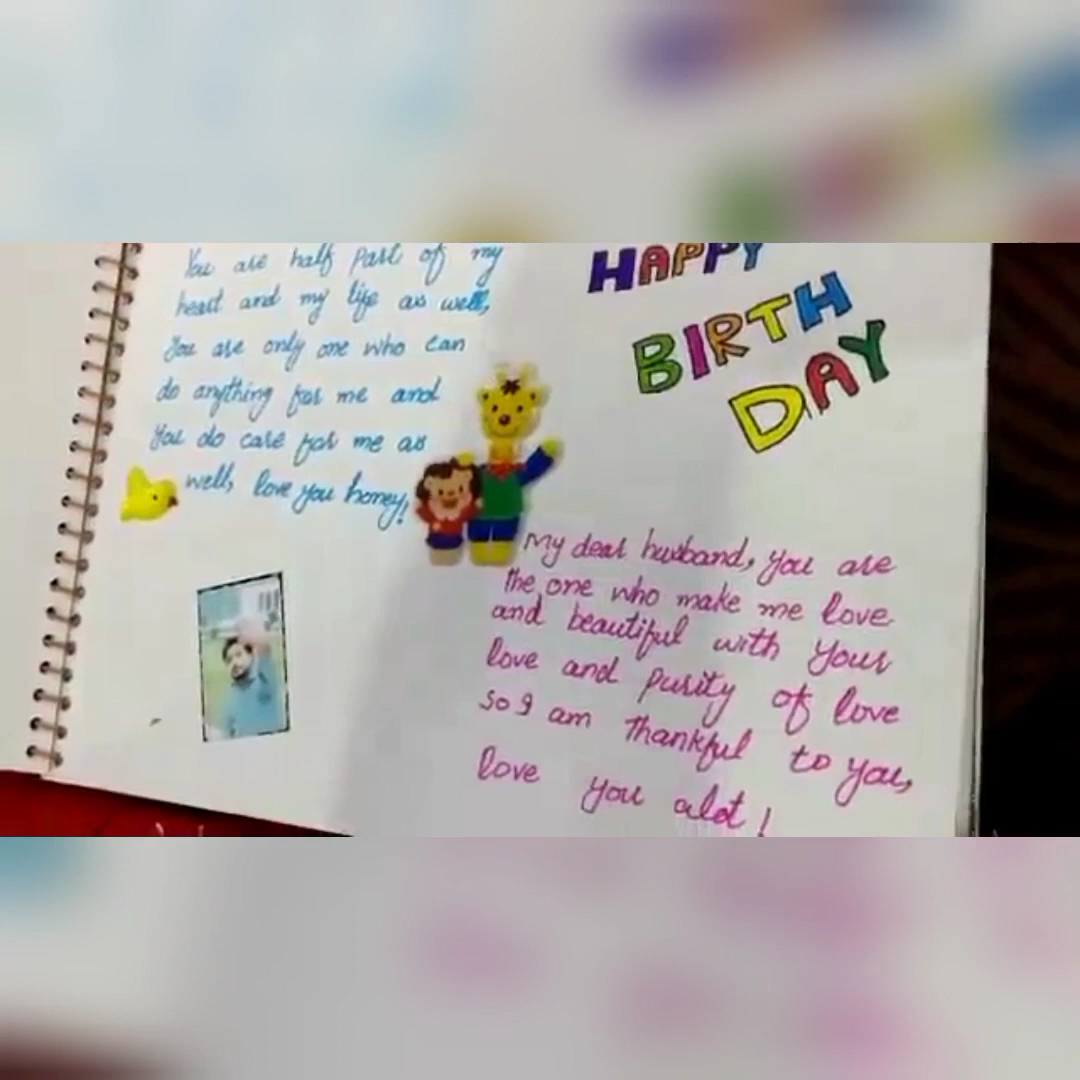 You are half part of my
heart and my life as well,
You are only one who can
do anything for me and
You do care for me as
well, love you honey!
HAPPY
BIRTH
DAY
My dear husband, you are
the one who make me love
and beautiful with your
love and purity of love
so I am thankful to you,
love you alot!